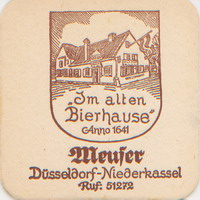 Im alten
„Bierhause"
Anno 1641
Meuser
Düsseldorf-Niederkassel
Ruf: 51272